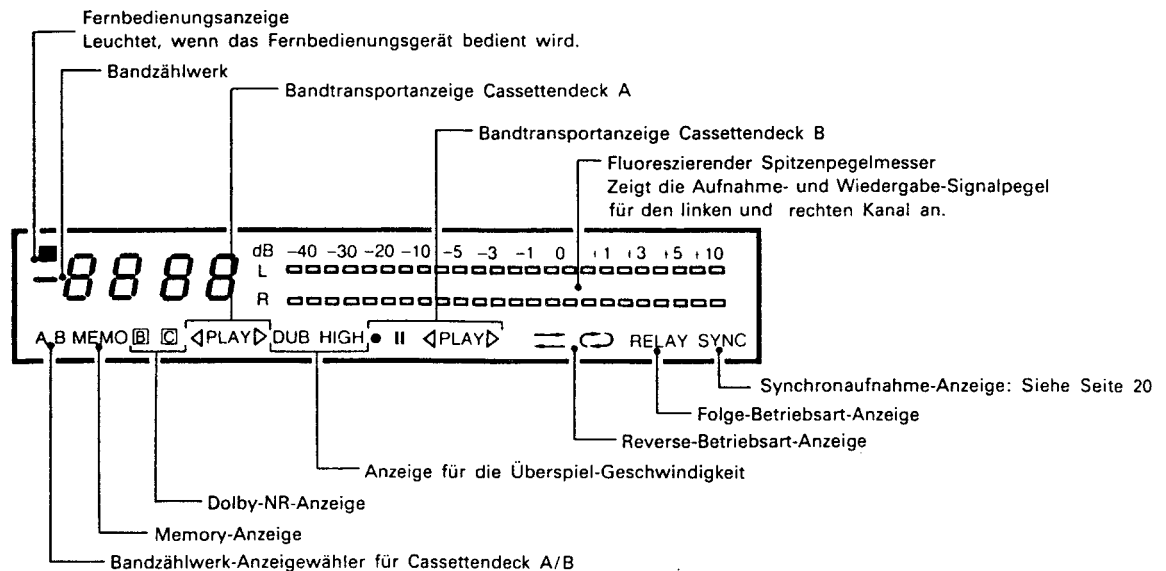 Fernbedienungsanzeige
Leuchtet, wenn das Fernbedienungsgerät bedient wird.
Bandzählwerk
Bandtransportanzeige Cassettendeck A
Bandtransportanzeige Cassettendeck B
Fluoreszierender Spitzenpegelmesser
Zeigt die Aufnahme- und Wiedergabe-Signalpegel
für den linken und rechten Kanal an.
8888
dB -40 -30 -20 -10 -5 -3 -1 0 +1 +3 +5 +10
L
R
A B MEMO B C ◁PLAY▷ DUB HIGH ● II ◁PLAY▷ RELAY SYNC
Synchronaufnahme-Anzeige: Siehe Seite 20
Folge-Betriebsart-Anzeige
Reverse-Betriebsart-Anzeige
Anzeige für die Überspiel-Geschwindigkeit
Dolby-NR-Anzeige
Memory-Anzeige
Bandzählwerk-Anzeigewähler für Cassettendeck A/B